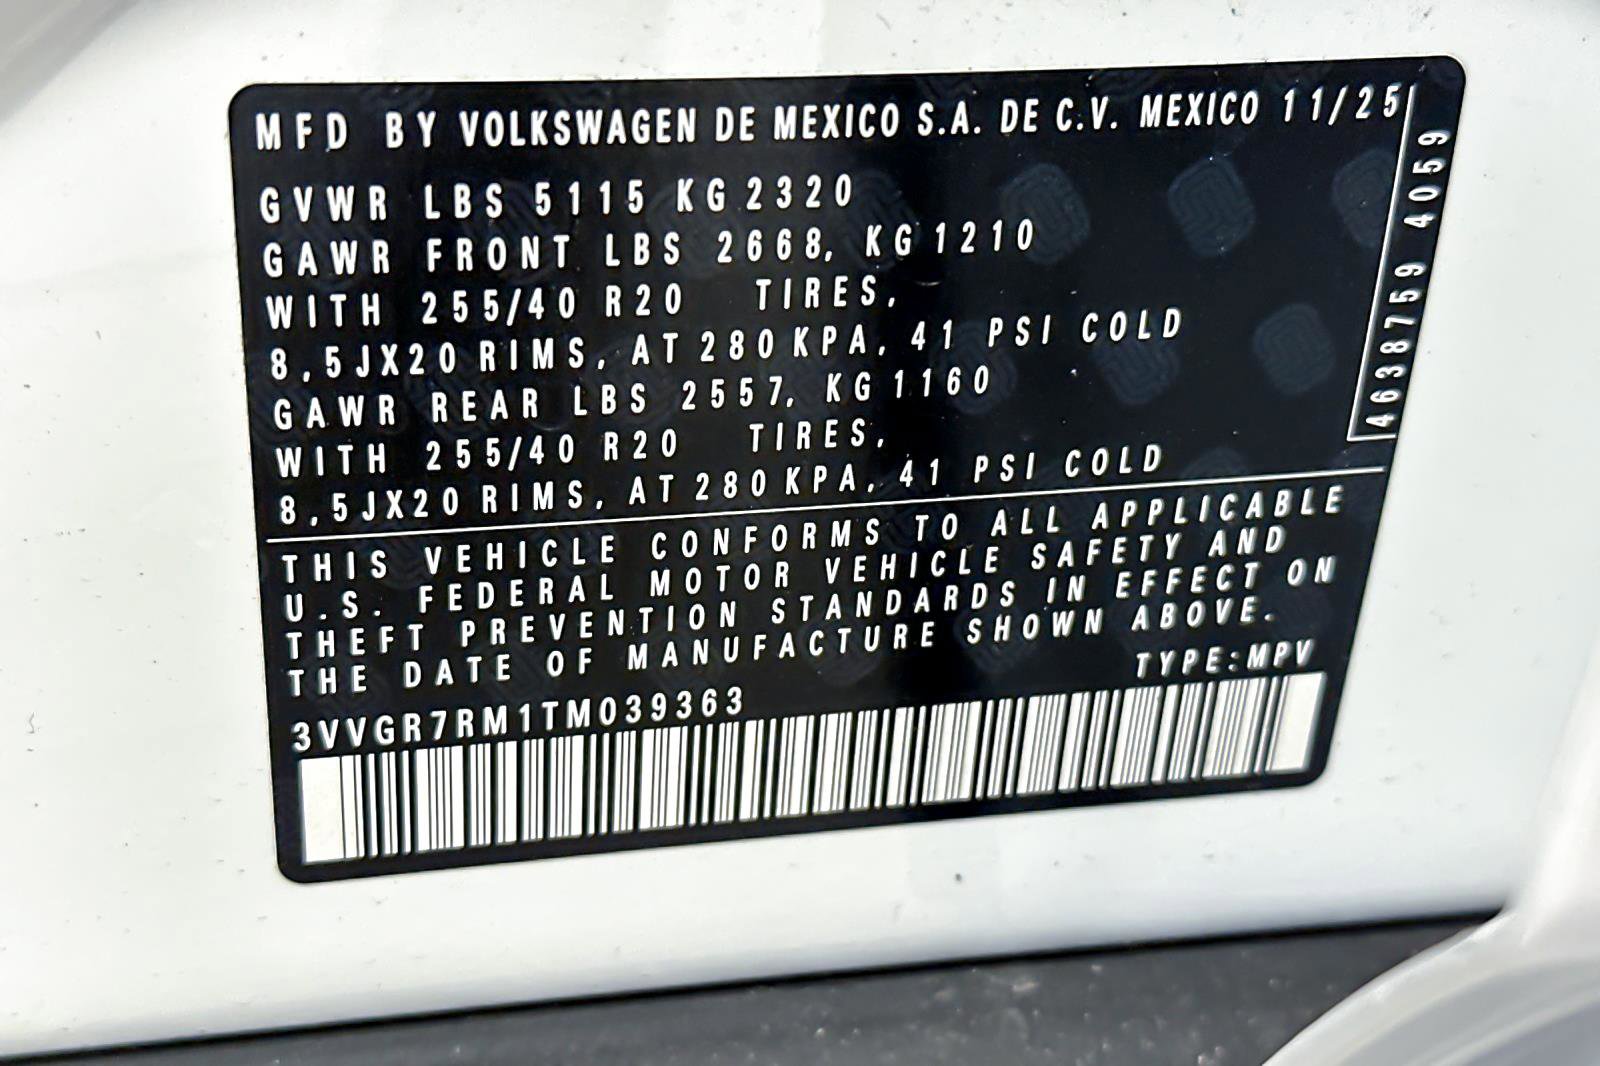 MFD BY VOLKSWAGEN DE MEXICO S.A. DE C.V. MEXICO 11/25
GVWR LBS 5115 KG 2320
GAWR FRONT LBS 2668, KG 1210
WITH 255/40 R20 TIRES,
8,5JX20 RIMS, AT 280 KPA, 41 PSI COLD
GAWR REAR LBS 2557, KG 1160
WITH 255/40 R20 TIRES,
8,5JX20 RIMS, AT 280 KPA, 41 PSI COLD
4638759 4059
THIS VEHICLE CONFORMS TO ALL APPLICABLE
U.S. FEDERAL MOTOR VEHICLE SAFETY AND
THEFT PREVENTION STANDARDS IN EFFECT ON
THE DATE OF MANUFACTURE SHOWN ABOVE.
TYPE:MPV
3VVGR7RM1TM039363